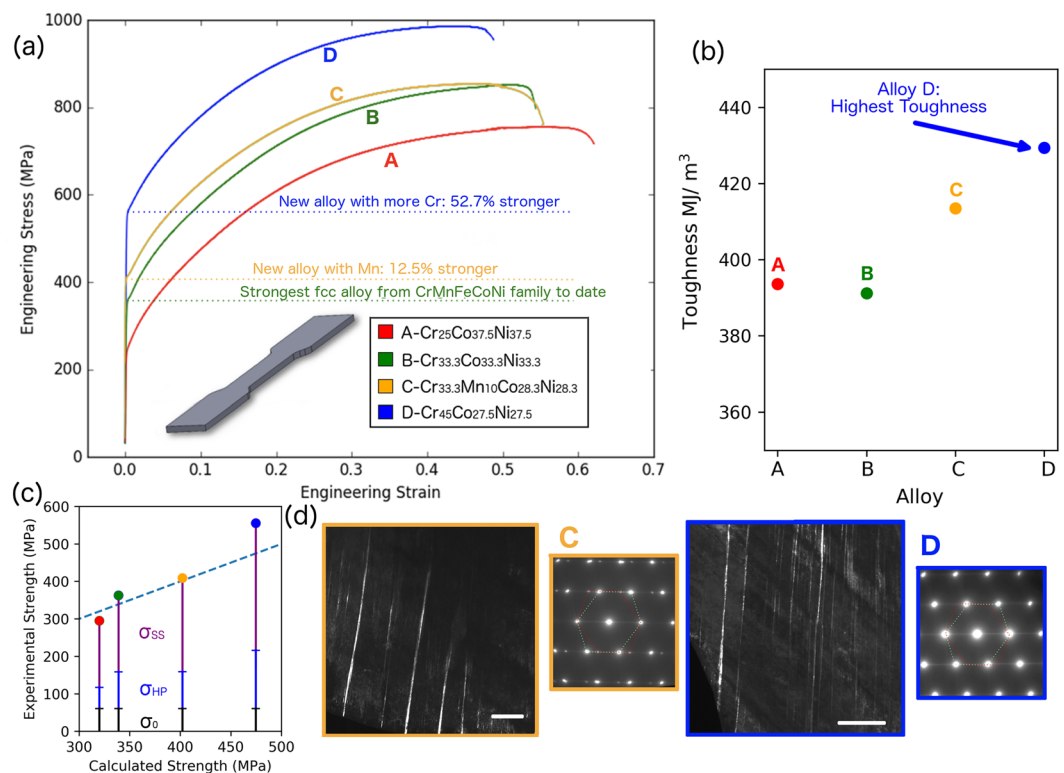 (a)
Engineering Stress (MPa)
1000
800
600
400
200
0
D
C
B
A
New alloy with more Cr: 52.7% stronger
New alloy with Mn: 12.5% stronger
Strongest fcc alloy from CrMnFeCoNi family to date
A-Cr25Co37.5Ni37.5
B-Cr33.3Co33.3Ni33.3
C-Cr33.3Mn10Co28.3Ni28.3
D-Cr45Co27.5Ni27.5
0.0 0.1 0.2 0.3 0.4 0.5 0.6 0.7
Engineering Strain
(b)
Toughness MJ/ m³
440
420
400
380
360
Alloy D:
Highest Toughness
A
B
C
A B C D
Alloy
(c)
Experimental Strength (MPa)
600
500
400
300
200
100
0
σSS
σHP
σ0
300 350 400 450 500
Calculated Strength (MPa)
(d)
C
D